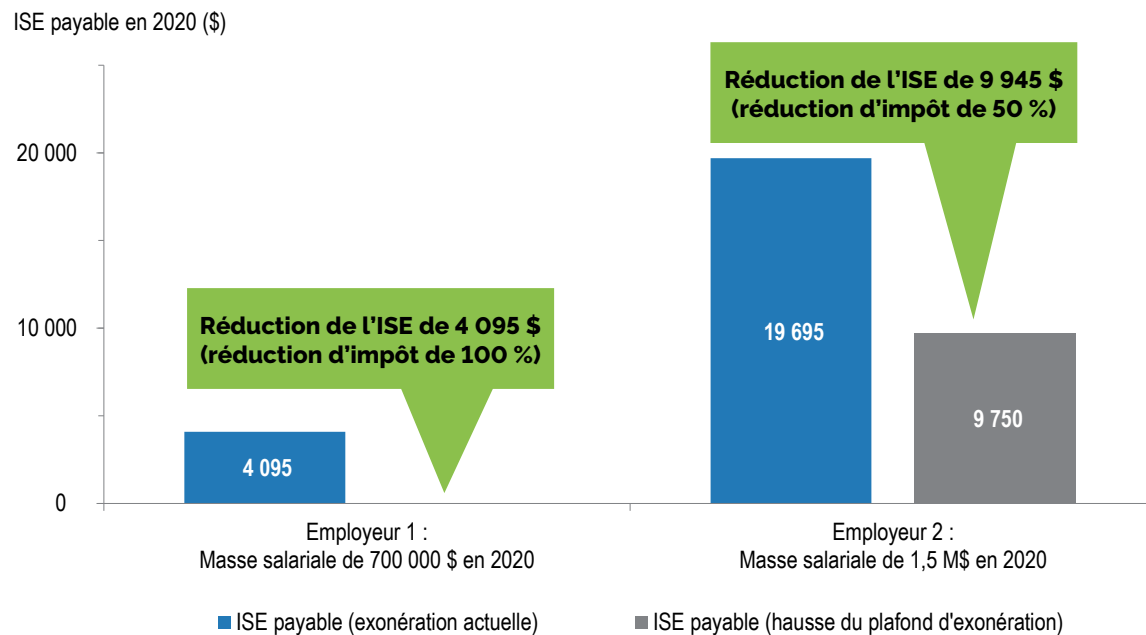 ISE payable en 2020 ($)
Réduction de l'ISE de 9 945 $
(réduction d'impôt de 50 %)
20 000
10 000
0
Réduction de l'ISE de 4 095 $
(réduction d'impôt de 100 %)
4 095
19 695
9 750
Employeur 1 :
Masse salariale de 700 000 $ en 2020
Employeur 2 :
Masse salariale de 1,5 M$ en 2020
ISE payable (exonération actuelle)
ISE payable (hausse du plafond d'exonération)